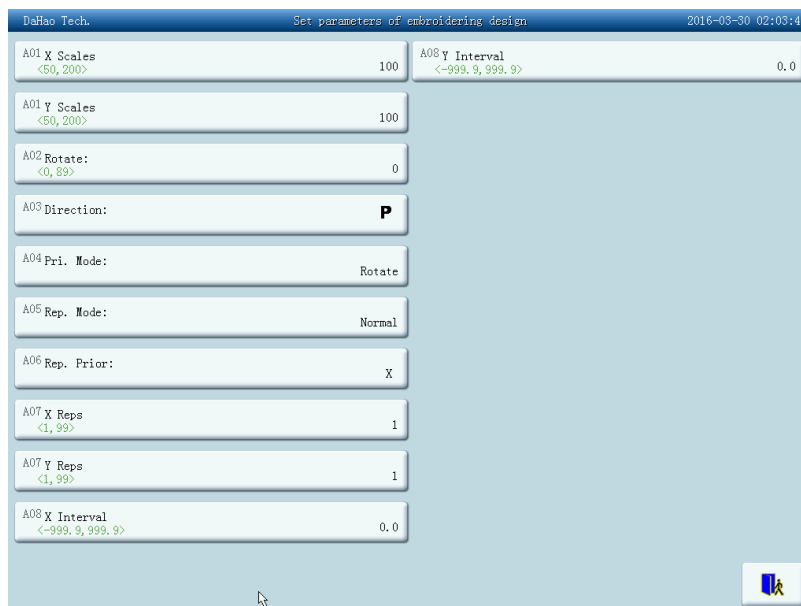 DaHao Tech. Set parameters of embroidering design 2016-03-30 02:03:4
A01 X Scales
<50,200> 100
A01 Y Scales
<50,200> 100
A02 Rotate:
<0,89> 0
A03 Direction: P
A04 Pri. Mode:
Rotate
A05 Rep. Mode:
Normal
A06 Rep. Prior:
X
A07 X Reps
<1,99> 1
A07 Y Reps
<1,99> 1
A08 X Interval
<-999.9,999.9> 0.0
A08 Y Interval
<-999.9,999.9> 0.0